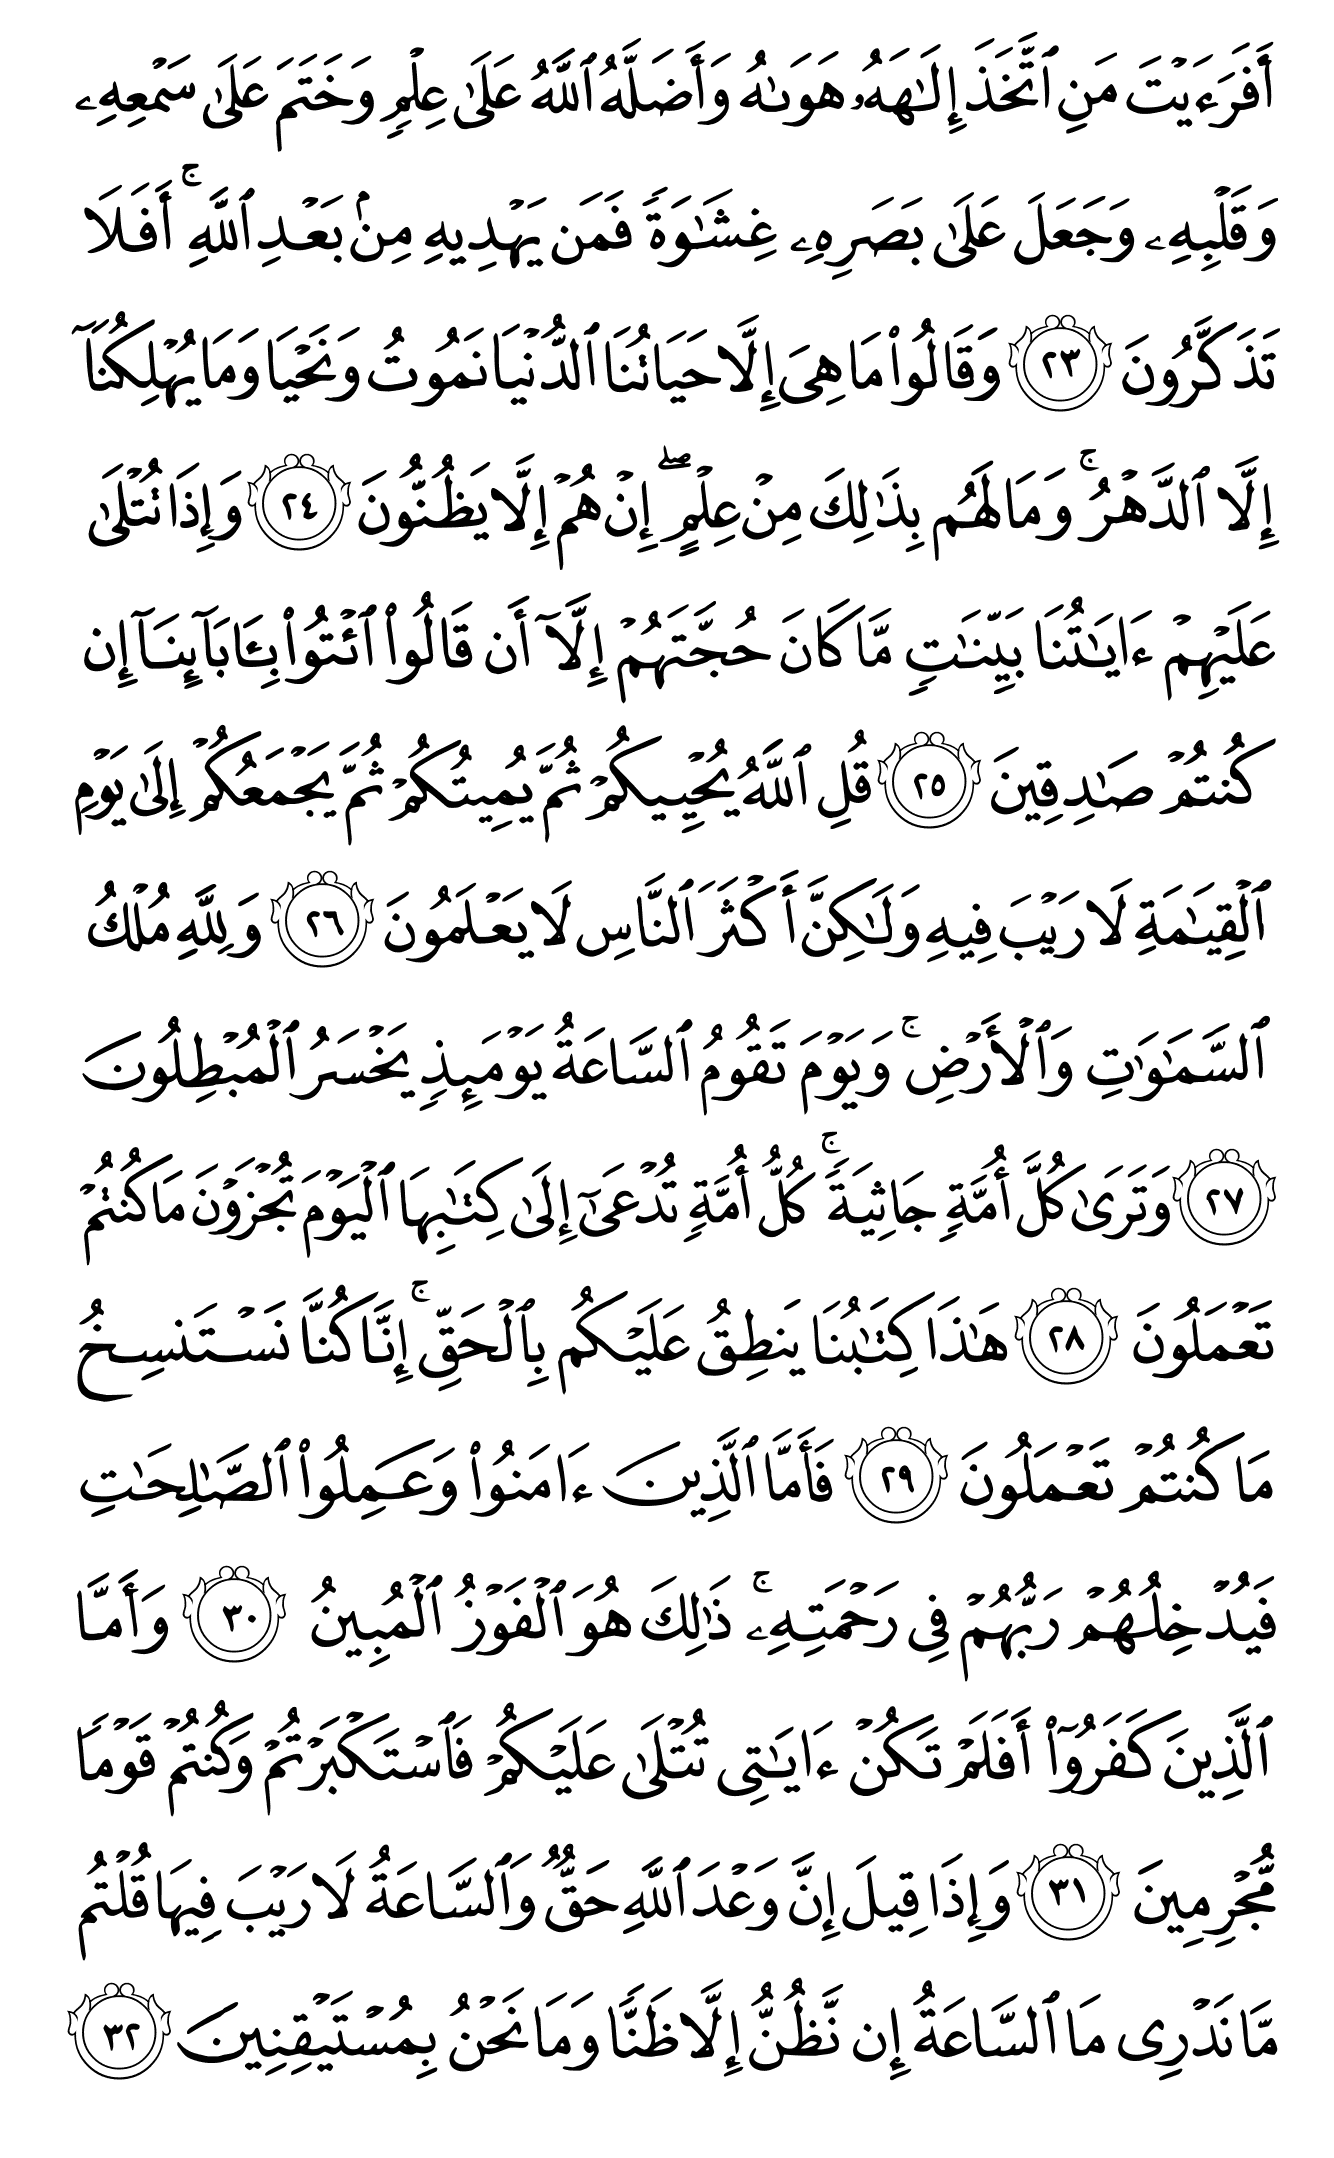 أَفَرَءَيۡتَ مَنِ ٱتَّخَذَ إِلَٰهَهُۥ هَوَىٰهُ وَأَضَلَّهُ ٱللَّهُ عَلَىٰ عِلۡمٖ وَخَتَمَ عَلَىٰ سَمۡعِهِۦ
وَقَلۡبِهِۦ وَجَعَلَ عَلَىٰ بَصَرِهِۦ غِشَٰوَةٗ فَمَن يَهۡدِيهِ مِنۢ بَعۡدِ ٱللَّهِۚ أَفَلَا
تَذَكَّرُونَ ٢٣ وَقَالُواْ مَا هِيَ إِلَّا حَيَاتُنَا ٱلدُّنۡيَا نَمُوتُ وَنَحۡيَا وَمَا يُهۡلِكُنَآ
إِلَّا ٱلدَّهۡرُۚ وَمَا لَهُم بِذَٰلِكَ مِنۡ عِلۡمٍۖ إِنۡ هُمۡ إِلَّا يَظُنُّونَ ٢٤ وَإِذَا تُتۡلَىٰ
عَلَيۡهِمۡ ءَايَٰتُنَا بَيِّنَٰتٖ مَّا كَانَ حُجَّتَهُمۡ إِلَّآ أَن قَالُواْ ٱئۡتُواْ بِـَٔابَآئِنَآ إِن
كُنتُمۡ صَٰدِقِينَ ٢٥ قُلِ ٱللَّهُ يُحۡيِيكُمۡ ثُمَّ يُمِيتُكُمۡ ثُمَّ يَجۡمَعُكُمۡ إِلَىٰ يَوۡمِ
ٱلۡقِيَٰمَةِ لَا رَيۡبَ فِيهِ وَلَٰكِنَّ أَكۡثَرَ ٱلنَّاسِ لَا يَعۡلَمُونَ ٢٦ وَلِلَّهِ مُلۡكُ
ٱلسَّمَٰوَٰتِ وَٱلۡأَرۡضِۚ وَيَوۡمَ تَقُومُ ٱلسَّاعَةُ يَوۡمَئِذٖ يَخۡسَرُ ٱلۡمُبۡطِلُونَ
٢٧ وَتَرَىٰ كُلَّ أُمَّةٖ جَاثِيَةٗۚ كُلُّ أُمَّةٖ تُدۡعَىٰٓ إِلَىٰ كِتَٰبِهَا ٱلۡيَوۡمَ تُجۡزَوۡنَ مَا كُنتُمۡ
تَعۡمَلُونَ ٢٨ هَٰذَا كِتَٰبُنَا يَنطِقُ عَلَيۡكُم بِٱلۡحَقِّۚ إِنَّا كُنَّا نَسۡتَنسِخُ
مَا كُنتُمۡ تَعۡمَلُونَ ٢٩ فَأَمَّا ٱلَّذِينَ ءَامَنُواْ وَعَمِلُواْ ٱلصَّٰلِحَٰتِ
فَيُدۡخِلُهُمۡ رَبُّهُمۡ فِي رَحۡمَتِهِۦۚ ذَٰلِكَ هُوَ ٱلۡفَوۡزُ ٱلۡمُبِينُ ٣٠ وَأَمَّا
ٱلَّذِينَ كَفَرُوٓاْ أَفَلَمۡ تَكُنۡ ءَايَٰتِي تُتۡلَىٰ عَلَيۡكُمۡ فَٱسۡتَكۡبَرۡتُمۡ وَكُنتُمۡ قَوۡمٗا
مُّجۡرِمِينَ ٣١ وَإِذَا قِيلَ إِنَّ وَعۡدَ ٱللَّهِ حَقّٞ وَٱلسَّاعَةُ لَا رَيۡبَ فِيهَا قُلۡتُم
مَّا نَدۡرِي مَا ٱلسَّاعَةُ إِن نَّظُنُّ إِلَّا ظَنّٗا وَمَا نَحۡنُ بِمُسۡتَيۡقِنِينَ ٣٢